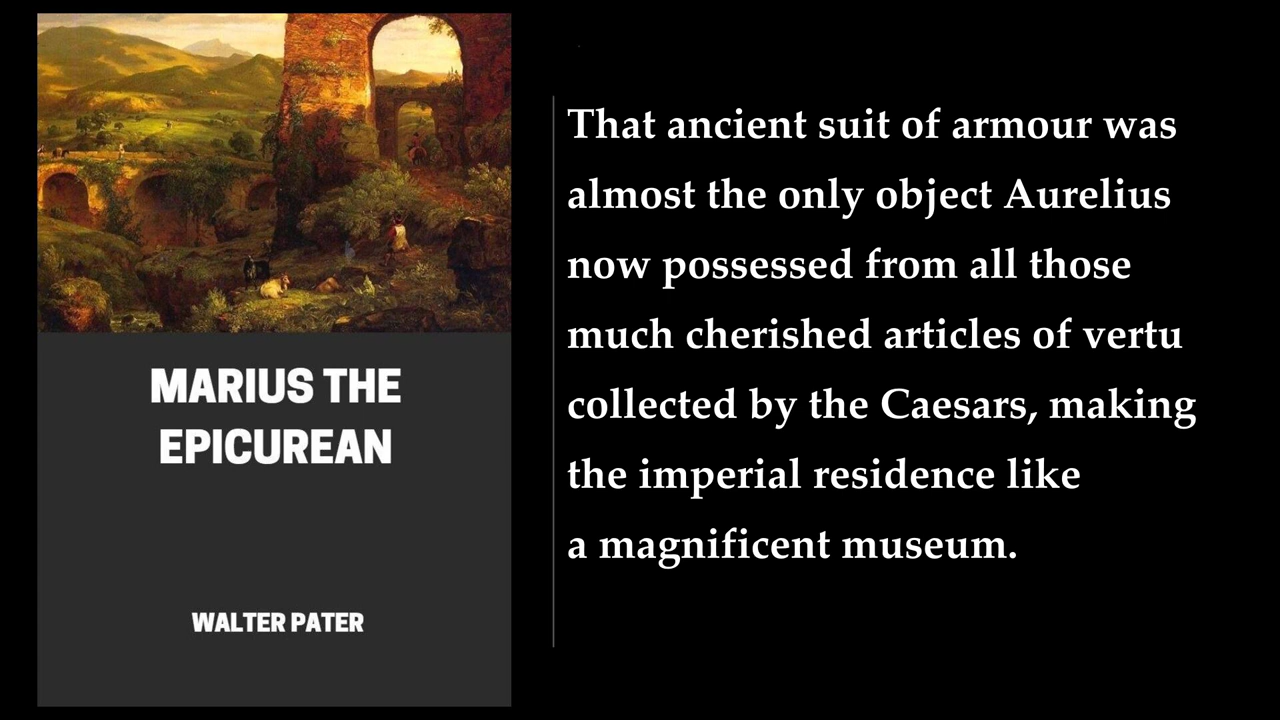 MARIUS THE
EPICUREAN
WALTER PATER
That ancient suit of armour was
almost the only object Aurelius
now possessed from all those
much cherished articles of vertu
collected by the Caesars, making
the imperial residence like
a magnificent museum.